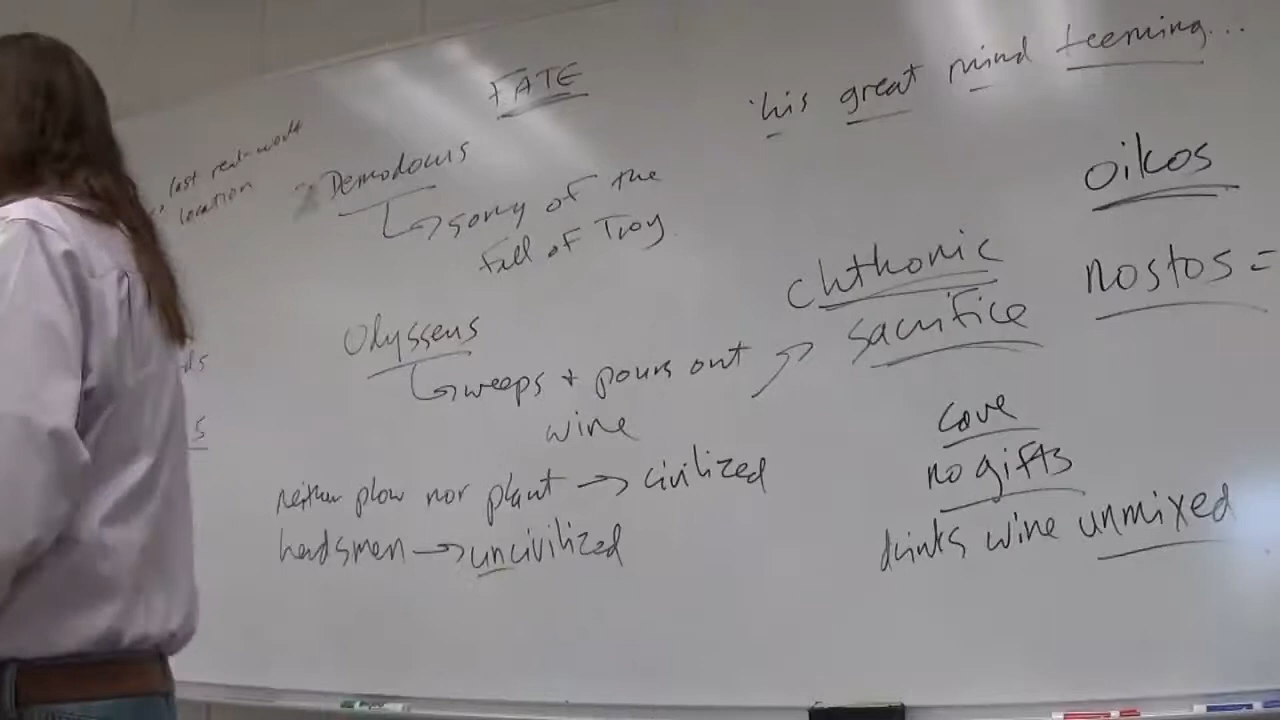 FATE
'his great mind teeming...
last real-world
location
Demodocus
↳ song of the
fall of Troy
oikos
nostos =
chthonic
sacrifice
Odysseus
↳ weeps + pours out →
wine
neither plow nor plant → civilized
herdsmen → uncivilized
cave
no gifts
drinks wine unmixed
ds
s